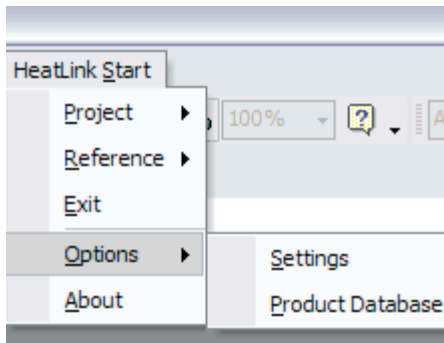 HeatLink Start
Project
100%
Reference
Exit
Options
Settings
About
Product Database